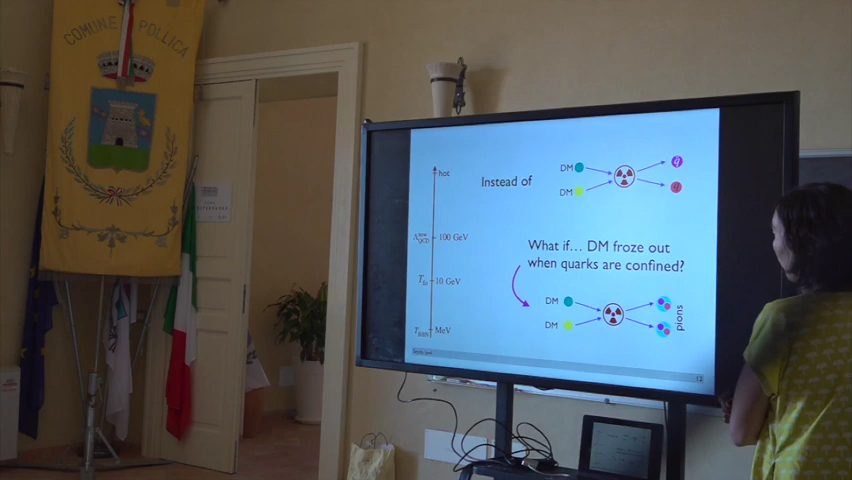 COMUNE POLLICA
hot
Instead of
DM
DM
q̄
q
Λ_QCD^new 100 GeV
What if... DM froze out
when quarks are confined?
T_fo 10 GeV
DM
DM
pions
T_BBN MeV
12